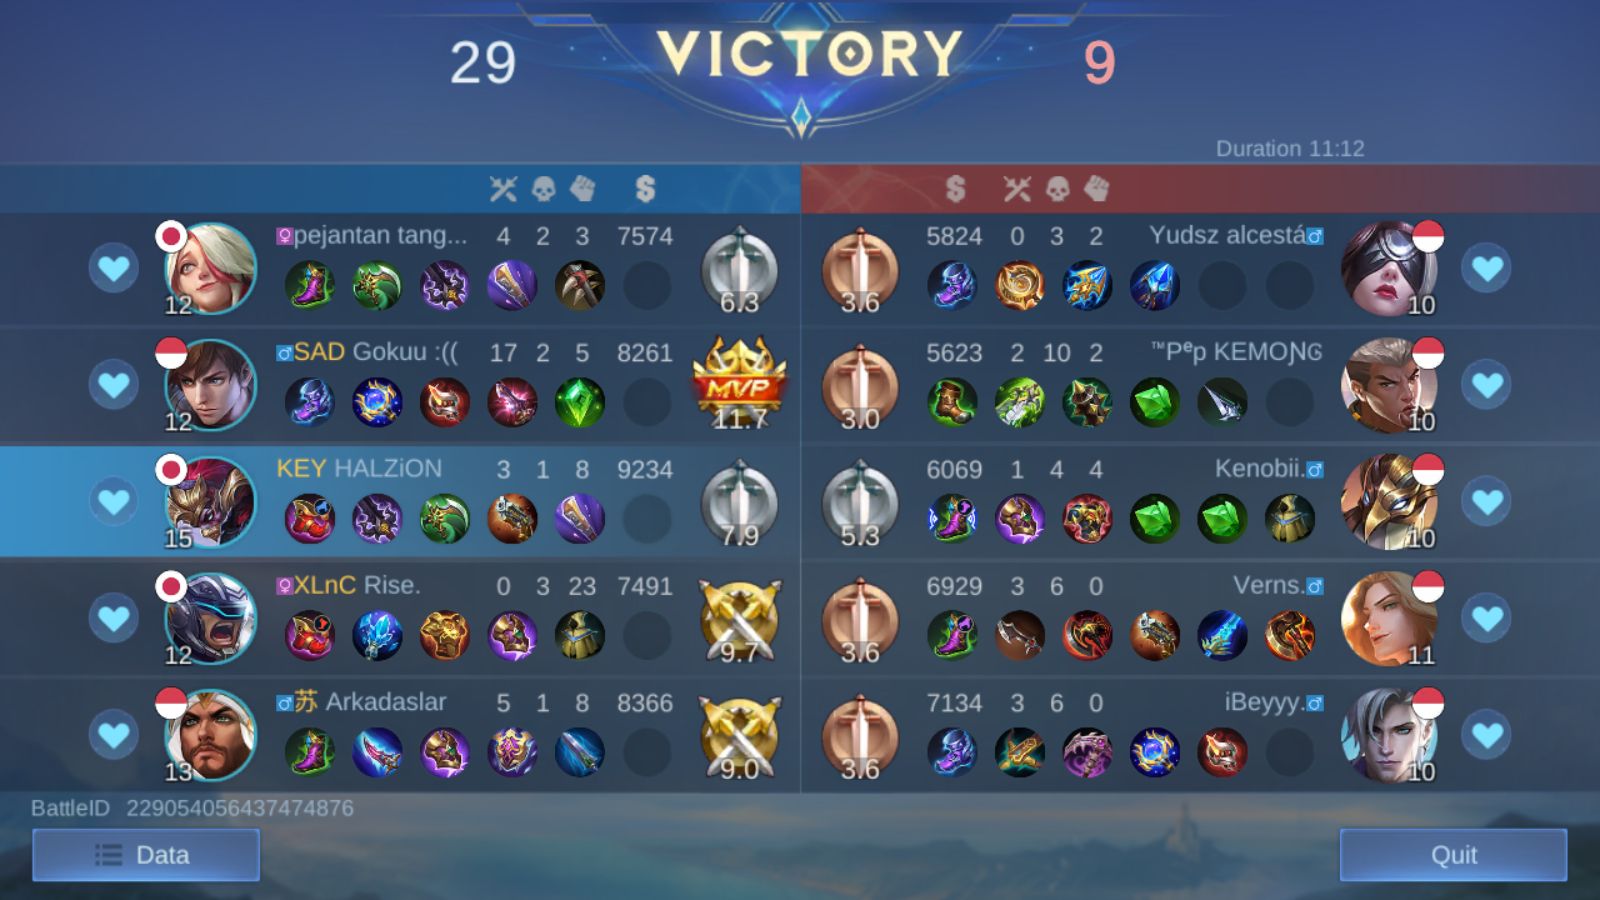 29 VICTORY 9
Duration 11:12
pejantan tang... 4 2 3 7574
12 6.3
5824 0 3 2 Yudsz alcestá
3.6 10
SAD Gokuu :(( 17 2 5 8261
MVP
12 11.7
5623 2 10 2 ™Pᵉp KEMOƝG
3.0 10
KEY HALZiON 3 1 8 9234
15 7.9
6069 1 4 4 Kenobii.
5.3 10
XLnC Rise. 0 3 23 7491
12 9.7
6929 3 6 0 Verns.
3.6 11
苏 Arkadaslar 5 1 8 8366
13 9.0
7134 3 6 0 iBeyyy.
3.6 10
BattleID 229054056437474876
Data
Quit